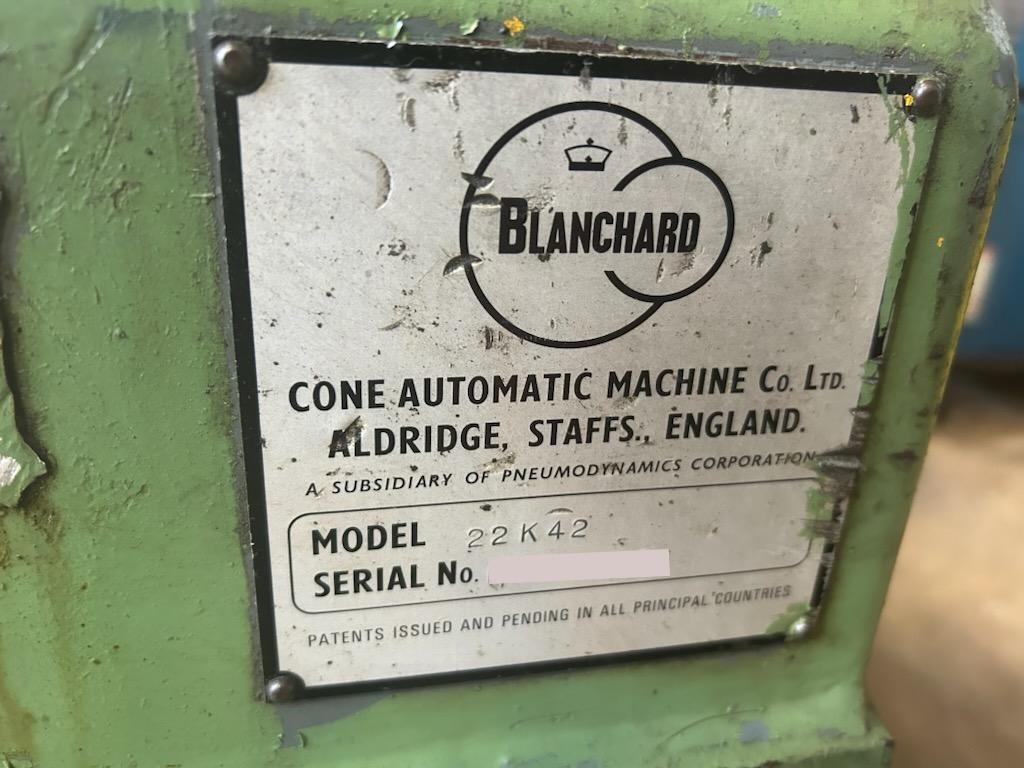 BLANCHARD
CONE AUTOMATIC MACHINE CO. LTD.
ALDRIDGE, STAFFS., ENGLAND.
A SUBSIDIARY OF PNEUMODYNAMICS CORPORATION
MODEL 22K42
SERIAL NO.
PATENTS ISSUED AND PENDING IN ALL PRINCIPAL COUNTRIES